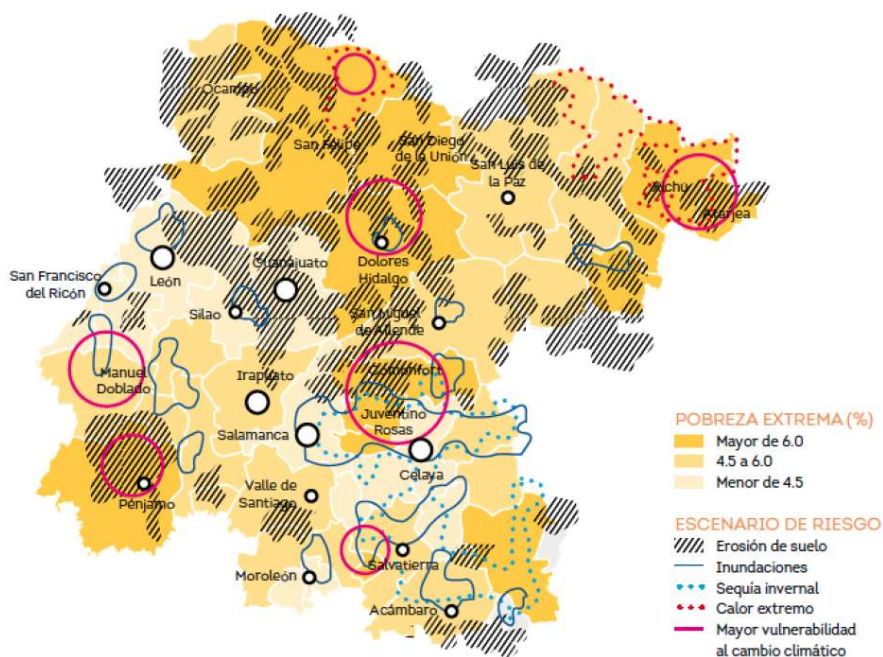 Ocampo
San Felipe
San Diego
de la Unión
San Luis de
la Paz
Xichú
Atarjea
San Francisco
del Ricón
León
Guanajuato
Dolores
Hidalgo
Silao
San Miguel
de Allende
Manuel
Doblado
Irapuato
Comonfort
Juventino
Rosas
Salamanca
Celaya
Pénjamo
Valle de
Santiago
Moroleón
Salvatierra
Acámbaro
POBREZA EXTREMA (%)
Mayor de 6.0
4.5 a 6.0
Menor de 4.5
ESCENARIO DE RIESGO
Erosión de suelo
Inundaciones
Sequía invernal
Calor extremo
Mayor vulnerabilidad
al cambio climático